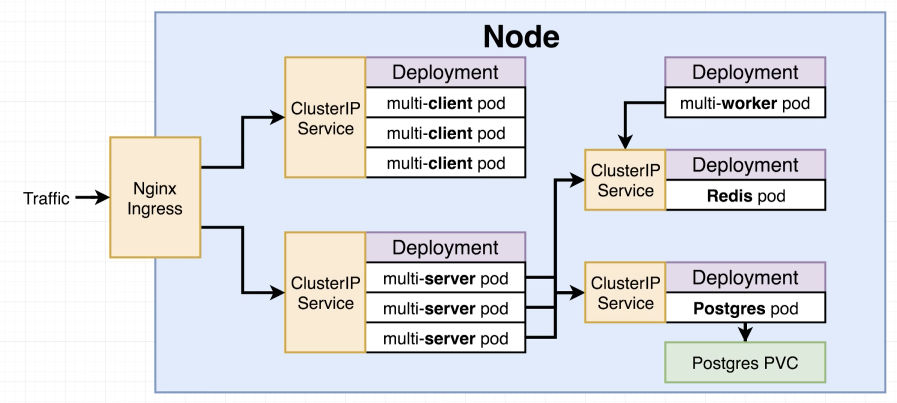 Node
Traffic
Nginx
Ingress
ClusterIP
Service
Deployment
multi-client pod
multi-client pod
multi-client pod
ClusterIP
Service
Deployment
multi-server pod
multi-server pod
multi-server pod
Deployment
multi-worker pod
ClusterIP
Service
Deployment
Redis pod
ClusterIP
Service
Deployment
Postgres pod
Postgres PVC